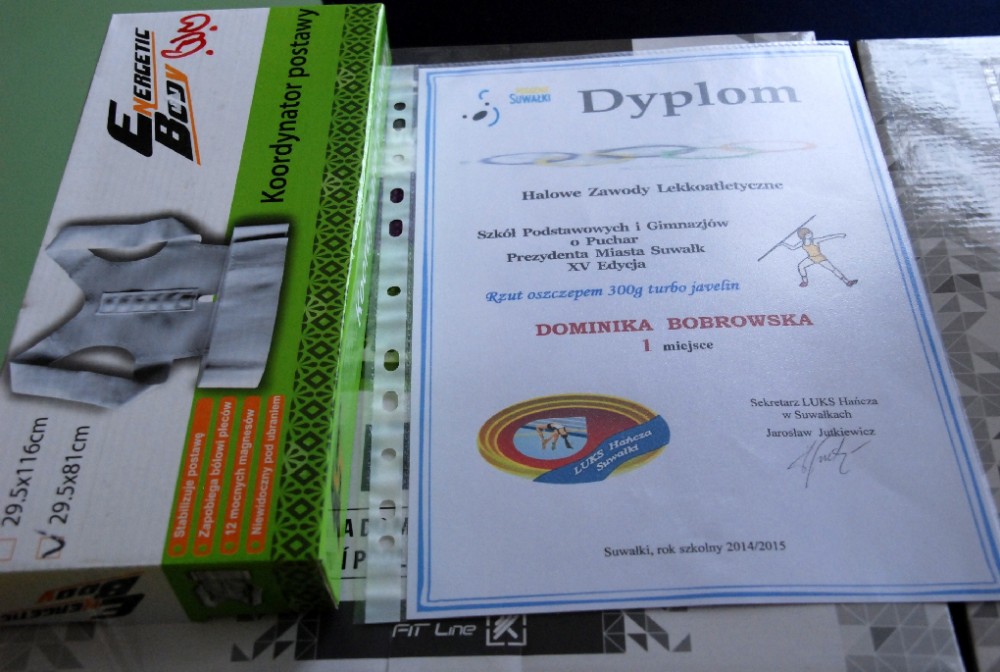 ENERGETIC
BODY
Koordynator postawy
Stabilizuje postawę
Zapobiega bólowi pleców
12 mocnych magnesów
Niewidoczny pod ubraniem
29.5x116cm
29.5x81cm
ENERGETIC
BODY
SUWAŁKI
Dyplom
Halowe Zawody Lekkoatletyczne
Szkół Podstawowych i Gimnazjów
o Puchar
Prezydenta Miasta Suwałk
XV Edycja
Rzut oszczepem 300g turbo javelin
DOMINIKA BOBROWSKA
1 miejsce
LUKS Hańcza
Suwałki
Sekretarz LUKS Hańcza
w Suwałkach
Jarosław Jutkiewicz
Suwałki, rok szkolny 2014/2015
FIT Line